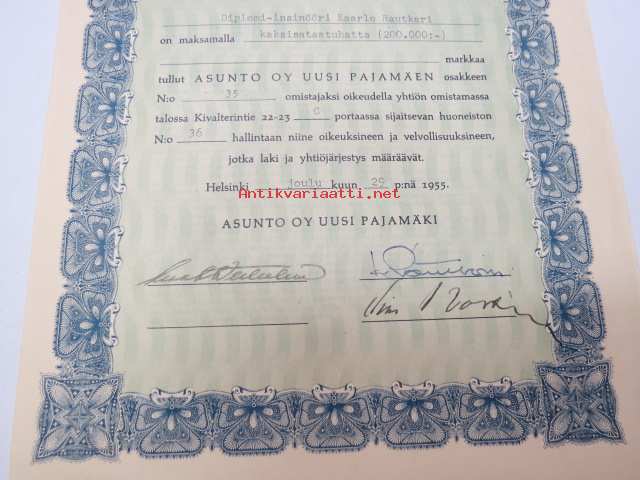 Diplomi-insinööri Kaarlo Rautkari
on maksamalla kaksisataatuhatta (200.000:-)
markkaa
tullut ASUNTO OY UUSI PAJAMÄEN osakkeen
N:o 35 omistajaksi oikeudella yhtiön omistamassa
talossa Kivalterintie 22-23 C portaassa sijaitsevan huoneiston
N:o 36 hallintaan niine oikeuksineen ja velvollisuuksineen,
jotka laki ja yhtiöjärjestys määräävät.
Helsinki joulu kuun 29 p:nä 1955.
Antikvariaatti.net
ASUNTO OY UUSI PAJAMÄKI